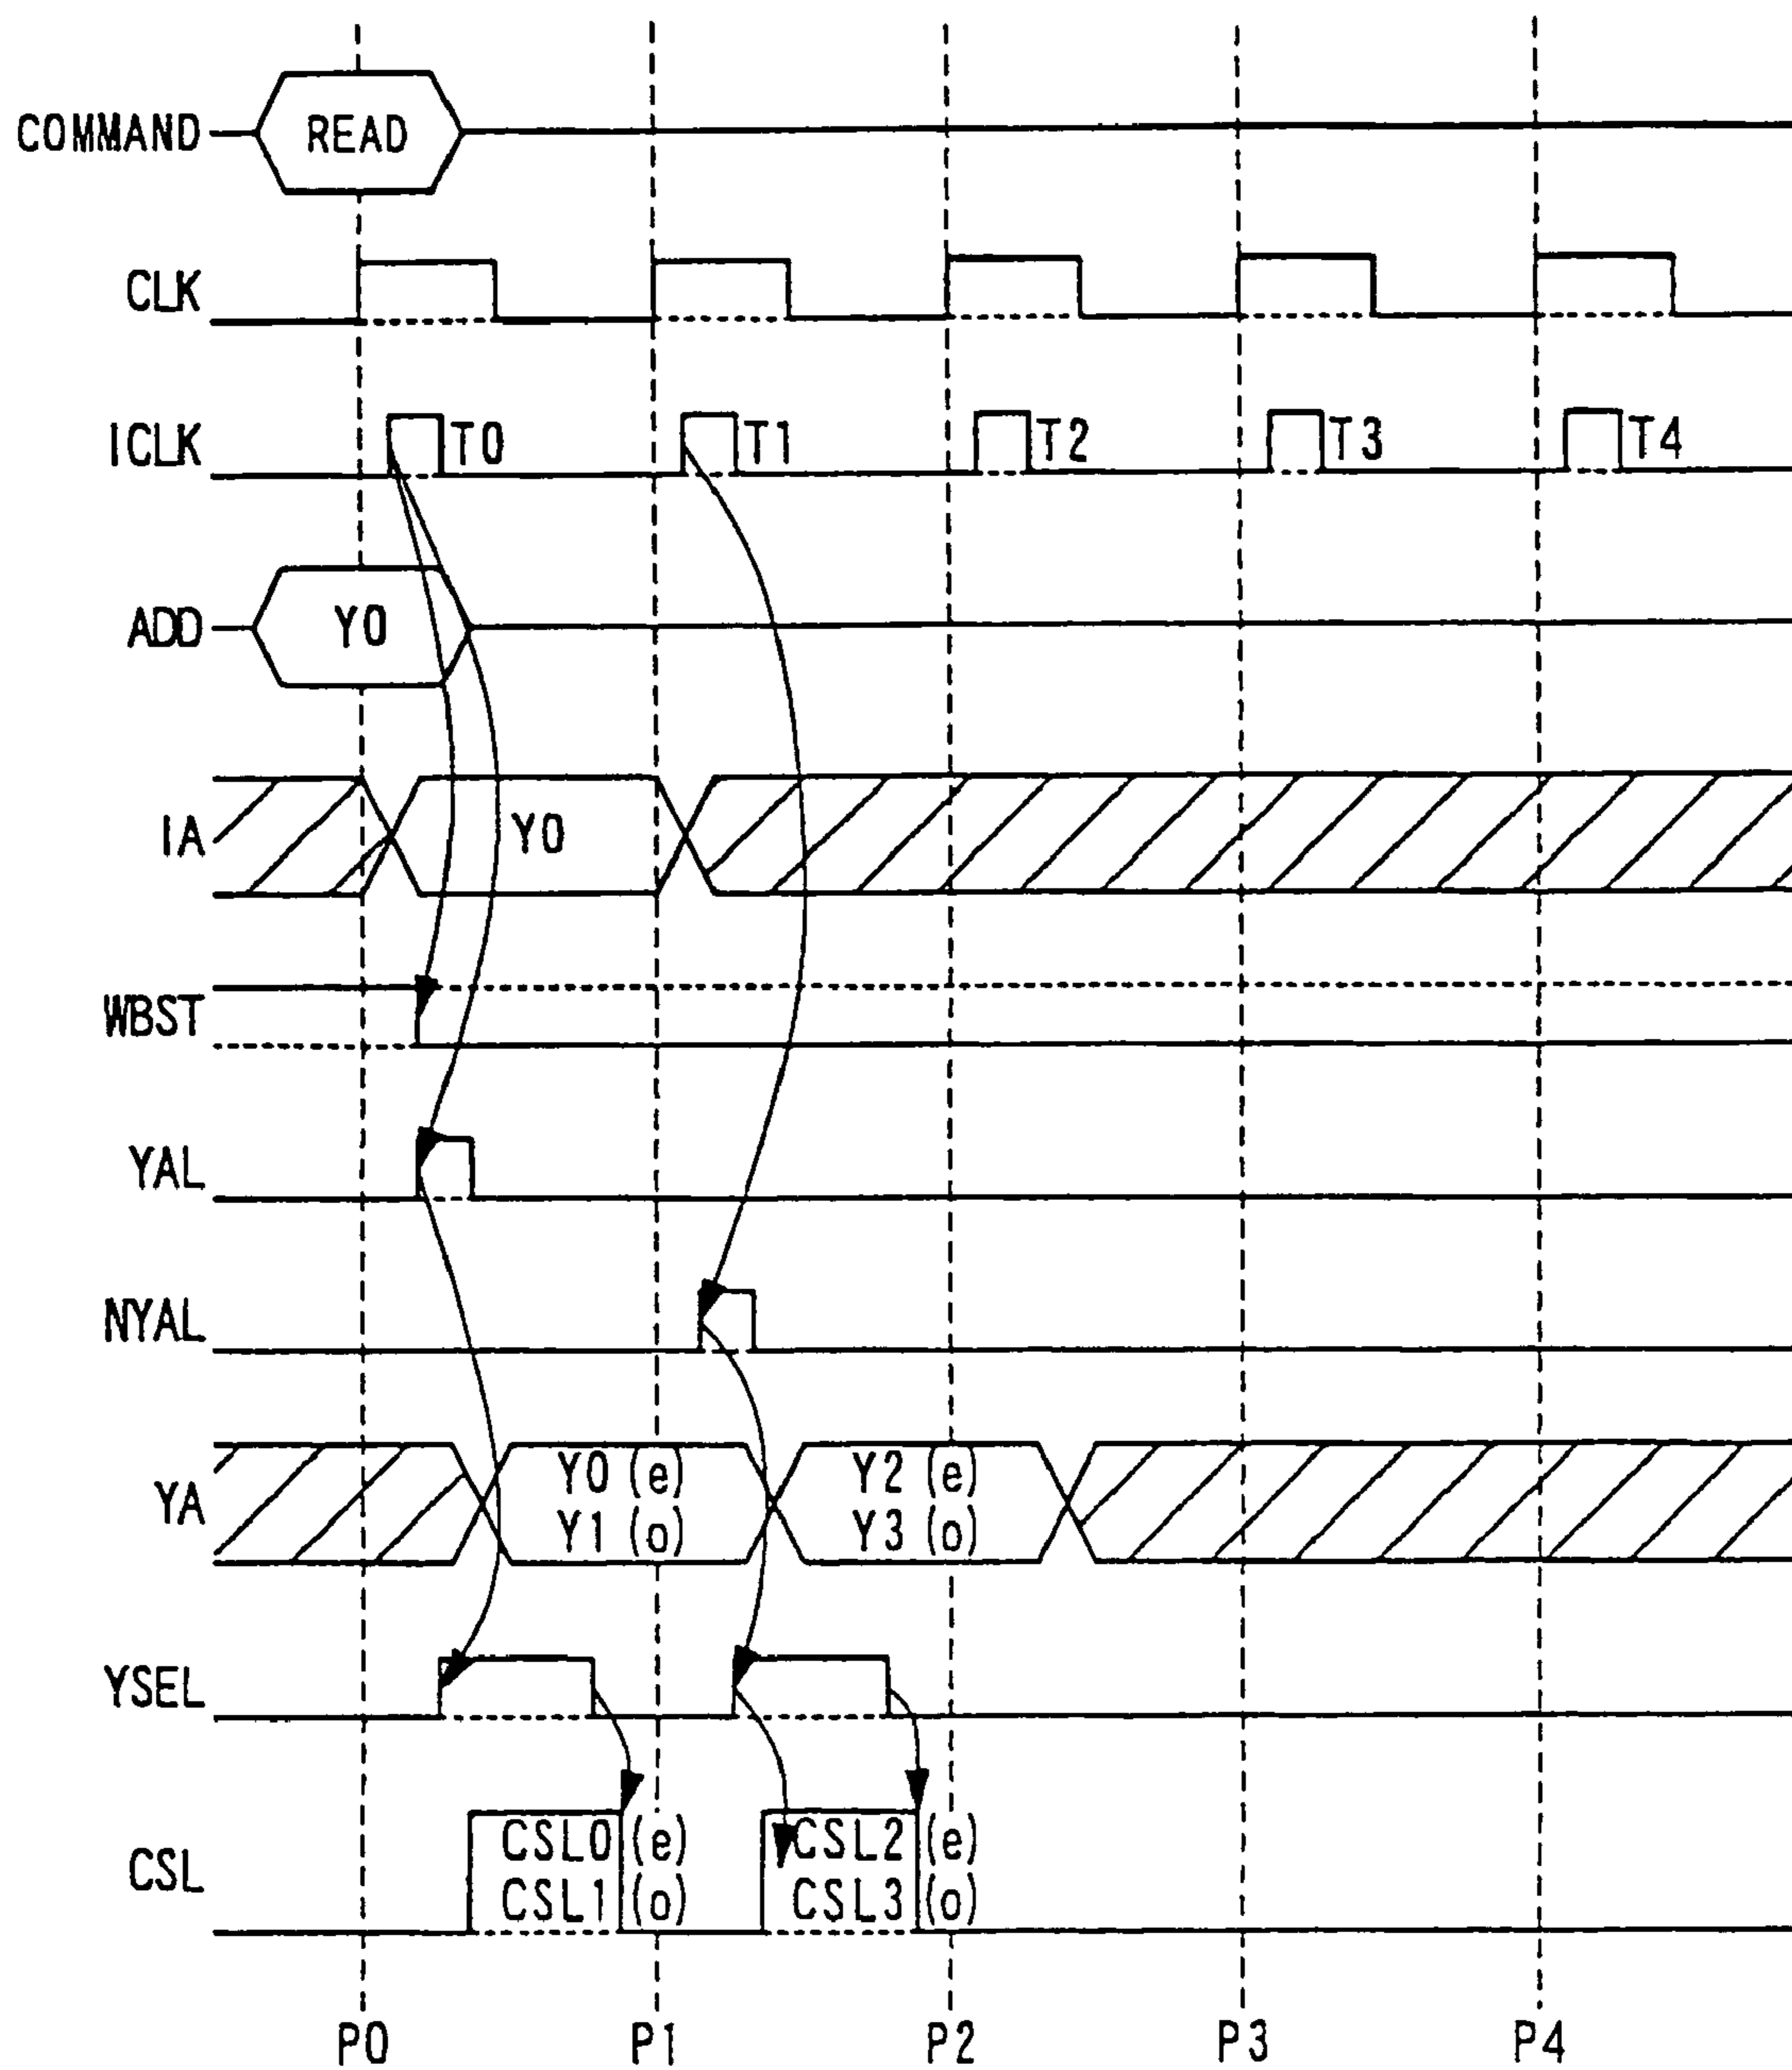 COMMAND READ
CLK
ICLK T0 T1 T2 T3 T4
ADD Y0
IA Y0
WBST
YAL
NYAL
YA Y0 (e) Y2 (e)
Y1 (o) Y3 (o)
YSEL
CSL CSL0 (e) CSL2 (e)
CSL1 (o) CSL3 (o)
P0 P1 P2 P3 P4